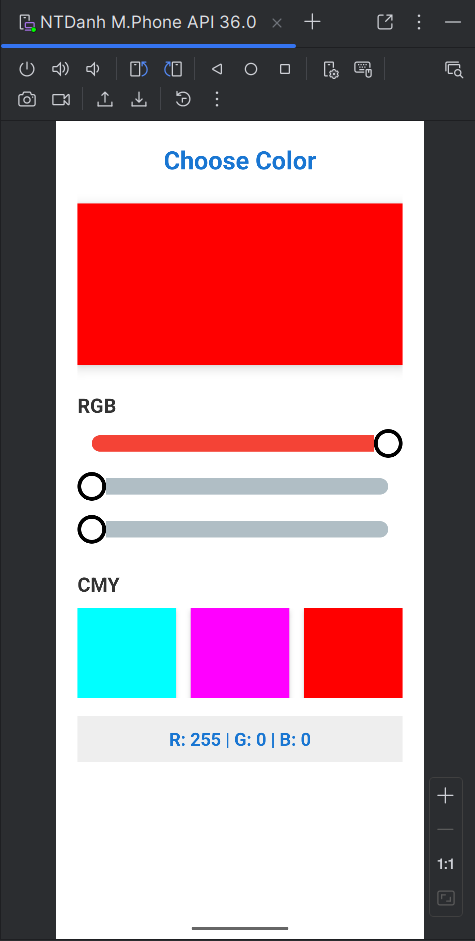 NTDanh M.Phone API 36.0
Choose Color
RGB
CMY
R: 255 | G: 0 | B: 0
1:1